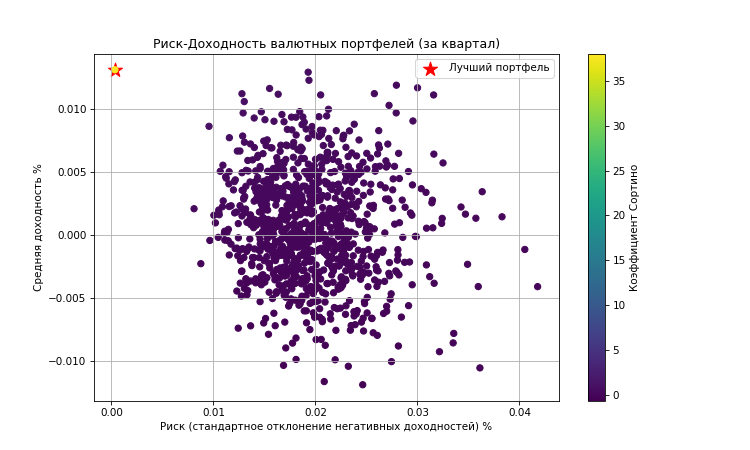 Риск-Доходность валютных портфелей (за квартал)
Лучший портфель
Средняя доходность %
0.010
0.005
0.000
−0.005
−0.010
0.00 0.01 0.02 0.03 0.04
Риск (стандартное отклонение негативных доходностей) %
35
30
25
20
15
10
5
0
Коэффициент Сортино